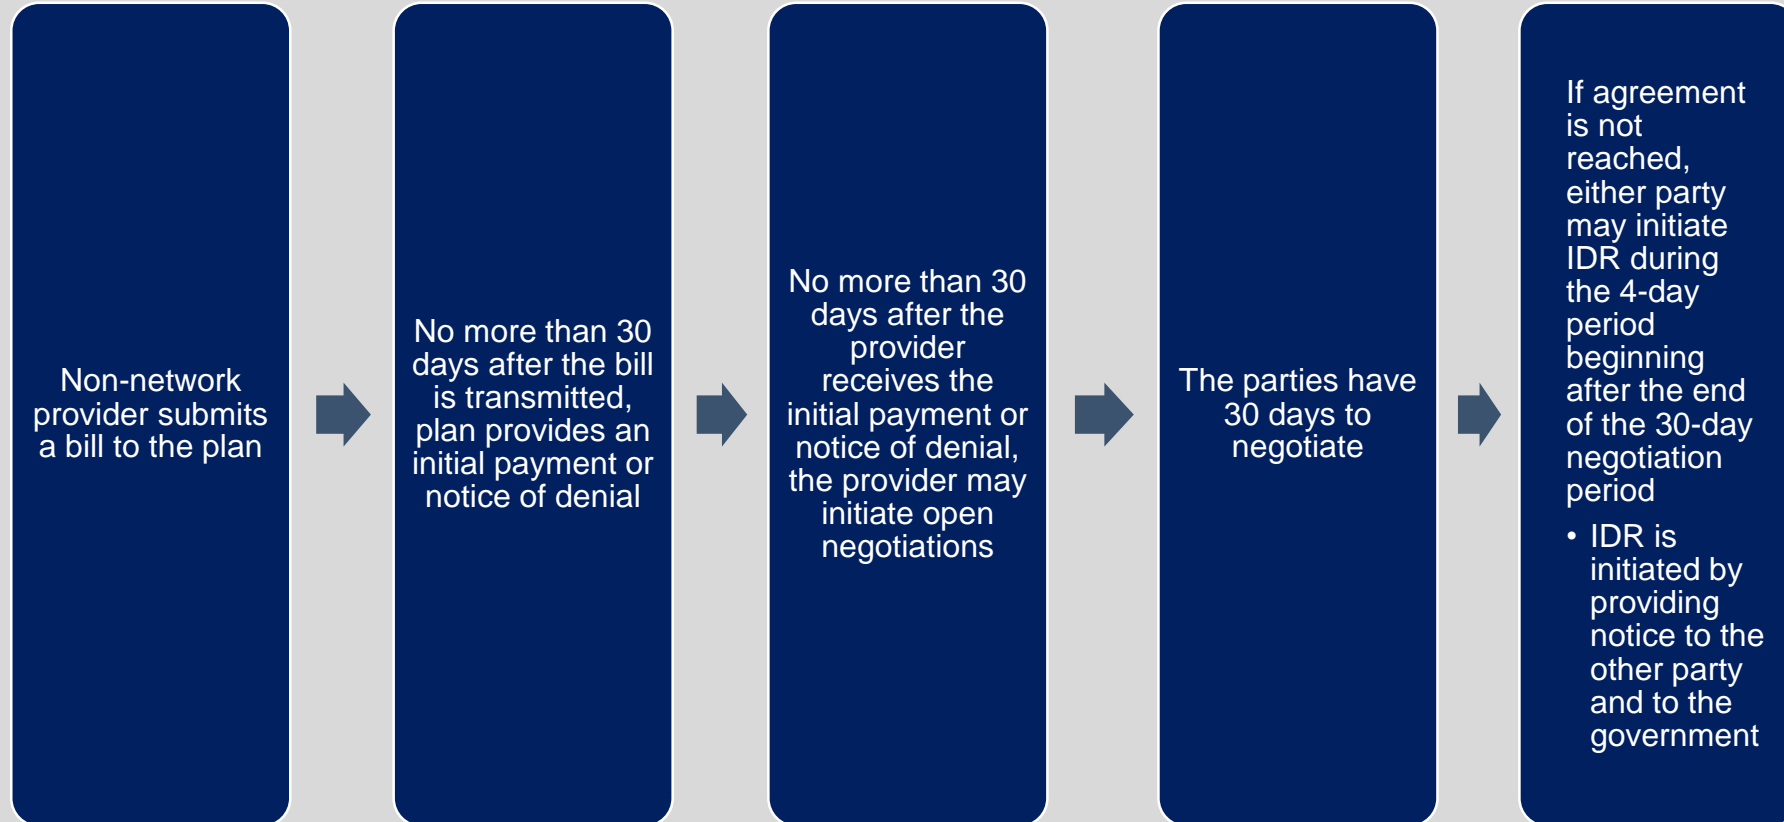 Non-network
provider submits
a bill to the plan
No more than 30
days after the bill
is transmitted,
plan provides an
initial payment or
notice of denial
No more than 30
days after the
provider
receives the
initial payment or
notice of denial,
the provider may
initiate open
negotiations
The parties have
30 days to
negotiate
If agreement
is not
reached,
either party
may initiate
IDR during
the 4-day
period
beginning
after the end
of the 30-day
negotiation
period
• IDR is
initiated by
providing
notice to the
other party
and to the
government